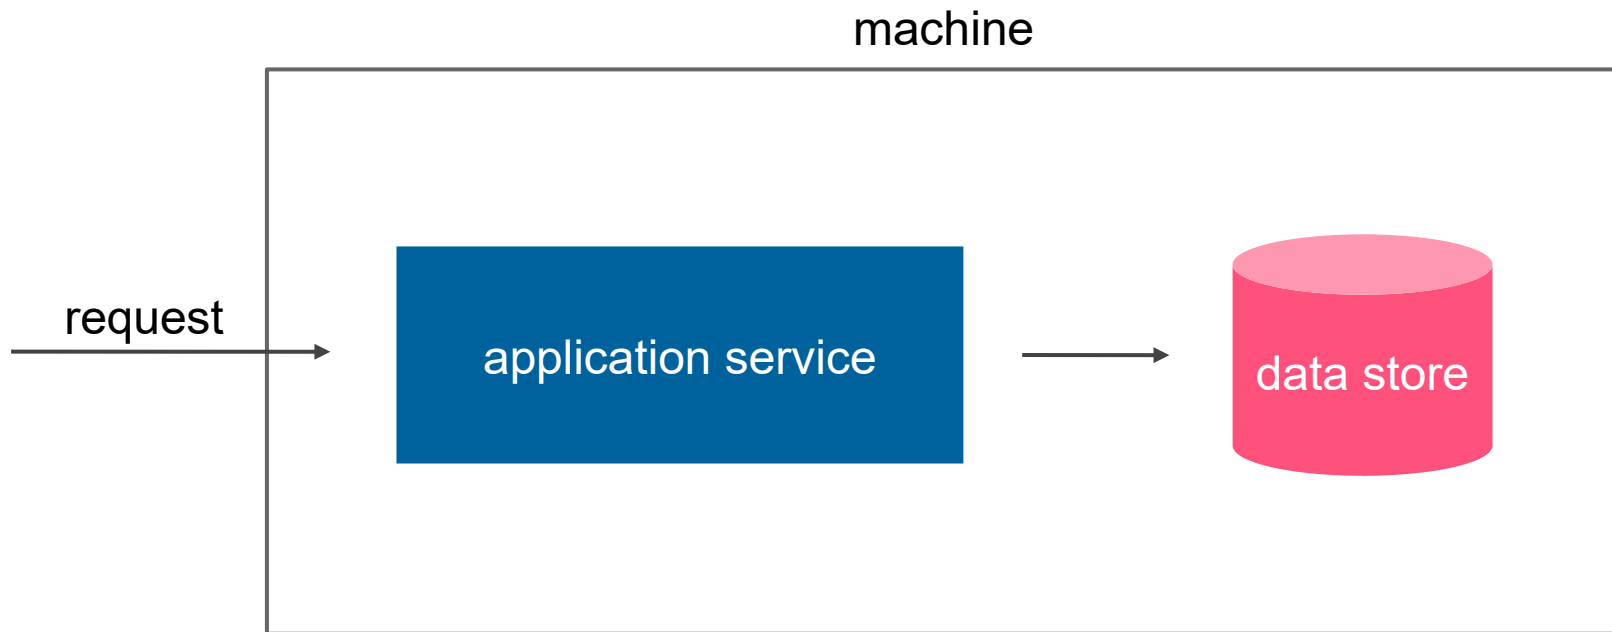 machine
request
application service
data store